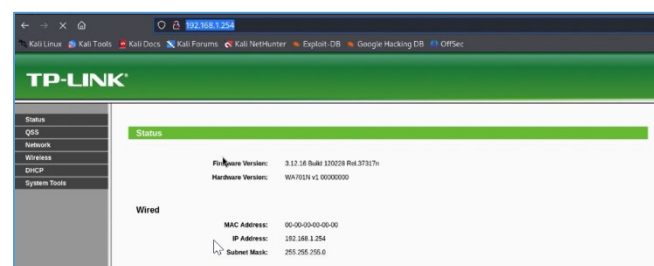 192.168.1.254
Kali Linux Kali Tools Kali Docs Kali Forums Kali NetHunter Exploit-DB Google Hacking DB OffSec
TP-LINK®
Status
QSS
Network
Wireless
DHCP
System Tools
Status
Firmware Version: 3.12.16 Build 120228 Rel.37317n
Hardware Version: WA701N v1 00000000
Wired
MAC Address: 00-00-00-00-00-00
IP Address: 192.168.1.254
Subnet Mask: 255.255.255.0